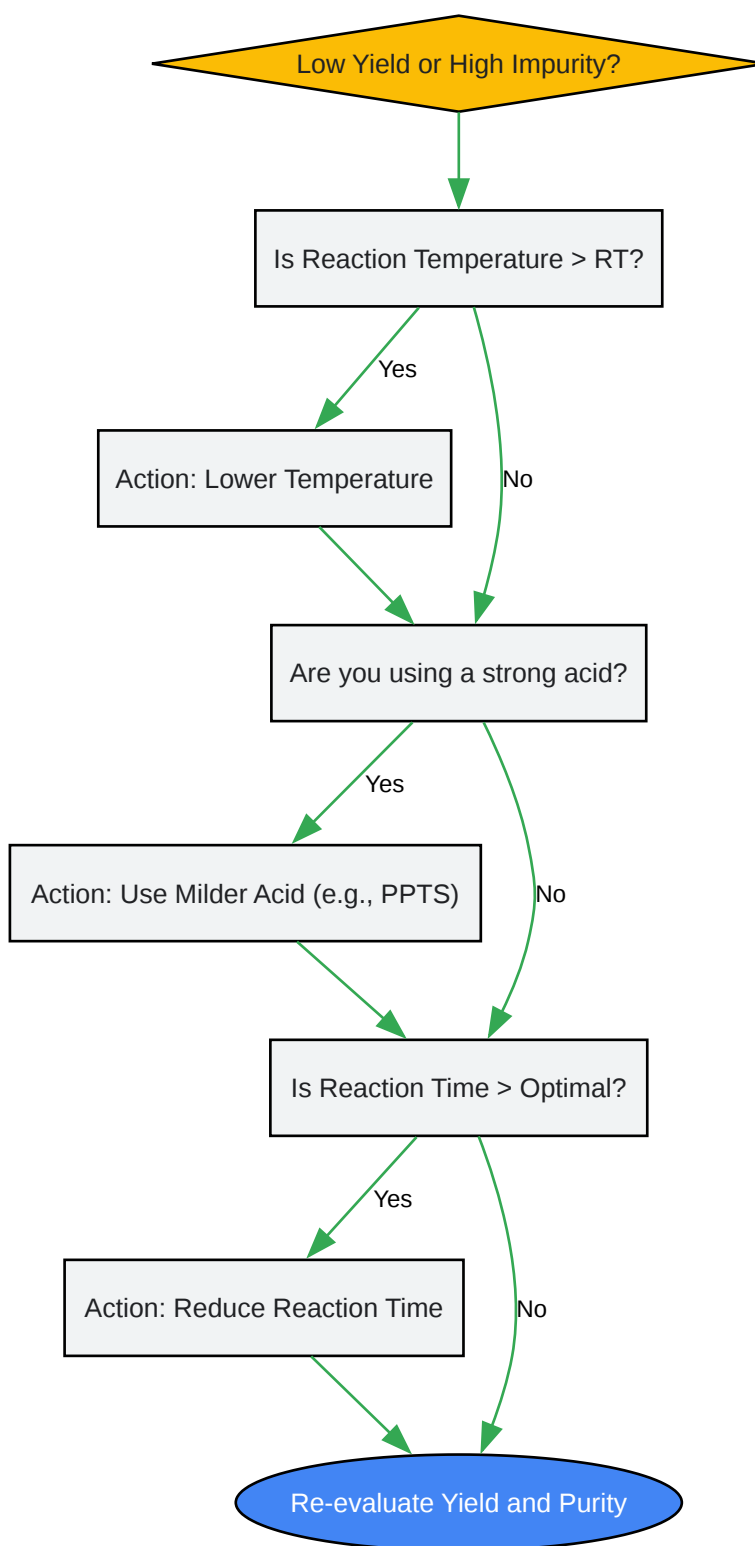 Low Yield or High Impurity?
Is Reaction Temperature > RT?
Yes
Action: Lower Temperature
No
Are you using a strong acid?
Yes
Action: Use Milder Acid (e.g., PPTS)
No
Is Reaction Time > Optimal?
Yes
Action: Reduce Reaction Time
No
Re-evaluate Yield and Purity